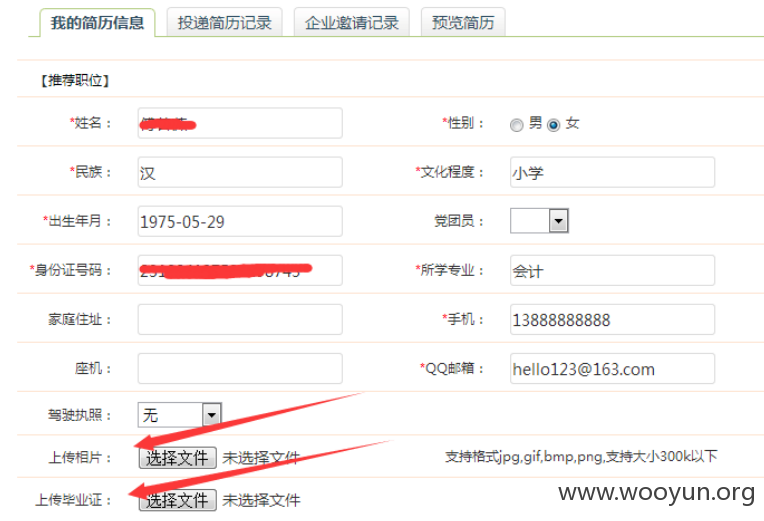 我的简历信息 投递简历记录 企业邀请记录 预览简历
【推荐职位】
*姓名： *性别： 男 女
*民族： 汉 *文化程度： 小学
*出生年月： 1975-05-29 党团员：
*身份证号码： *所学专业： 会计
家庭住址： *手机： 13888888888
座机： *QQ邮箱： hello123@163.com
驾驶执照： 无
上传相片： 选择文件 未选择文件 支持格式jpg,gif,bmp,png,支持大小300k以下
上传毕业证： 选择文件 未选择文件
www.wooyun.org